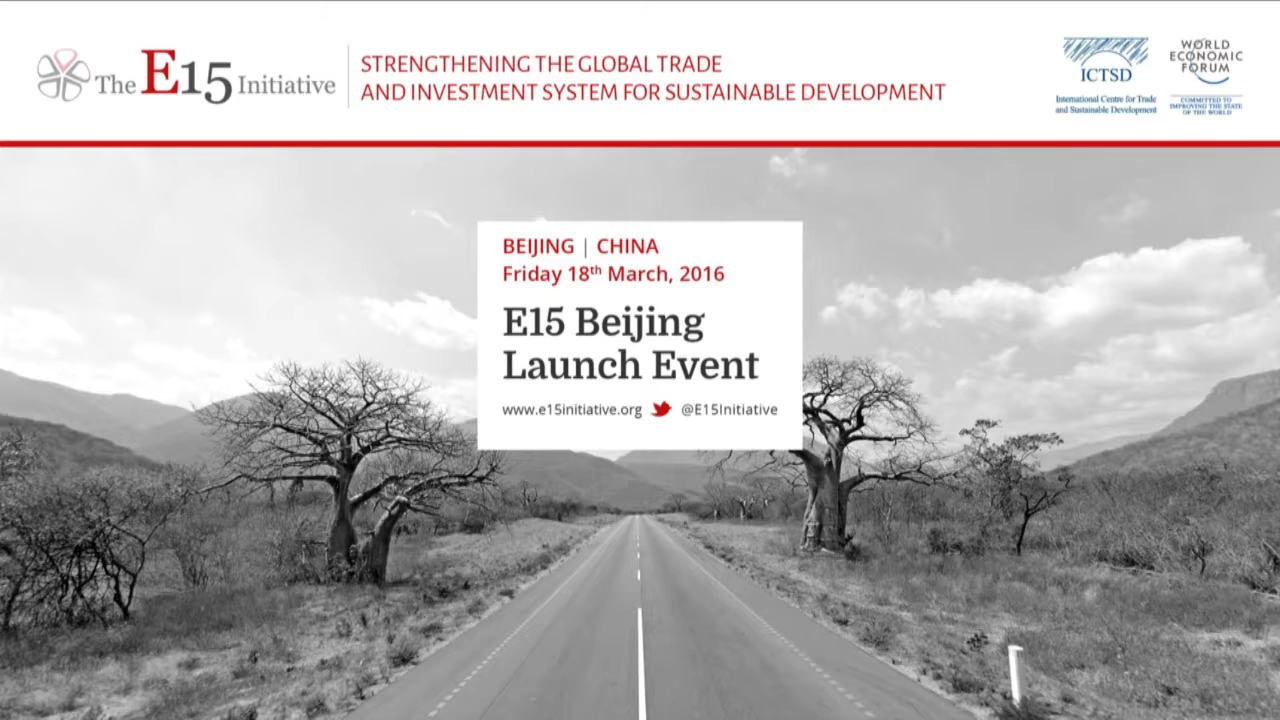 The E15 Initiative
STRENGTHENING THE GLOBAL TRADE
AND INVESTMENT SYSTEM FOR SUSTAINABLE DEVELOPMENT
ICTSD
International Centre for Trade
and Sustainable Development
WORLD
ECONOMIC
FORUM
COMMITTED TO
IMPROVING THE STATE
OF THE WORLD
BEIJING | CHINA
Friday 18th March, 2016
E15 Beijing
Launch Event
www.e15initiative.org @E15Initiative